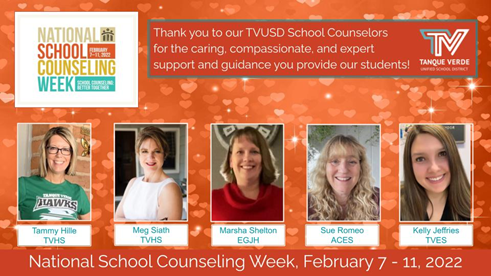 NATIONAL
SCHOOL
FEBRUARY
7–11, 2022
COUNSELING
WEEK
SCHOOL COUNSELING:
BETTER TOGETHER
Thank you to our TVUSD School Counselors
for the caring, compassionate, and expert
support and guidance you provide our students!
TV
TANQUE VERDE
UNIFIED SCHOOL DISTRICT
HAWKS
Tammy Hille
TVHS
Meg Siath
TVHS
Marsha Shelton
EGJH
Sue Romeo
ACES
Kelly Jeffries
TVES
National School Counseling Week, February 7 - 11, 2022